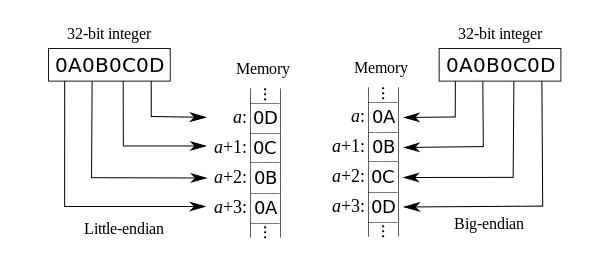 32-bit integer
0A0B0C0D
Memory
⋮
a: 0D
a+1: 0C
a+2: 0B
a+3: 0A
⋮
Little-endian
32-bit integer
0A0B0C0D
Memory
⋮
a: 0A
a+1: 0B
a+2: 0C
a+3: 0D
⋮
Big-endian